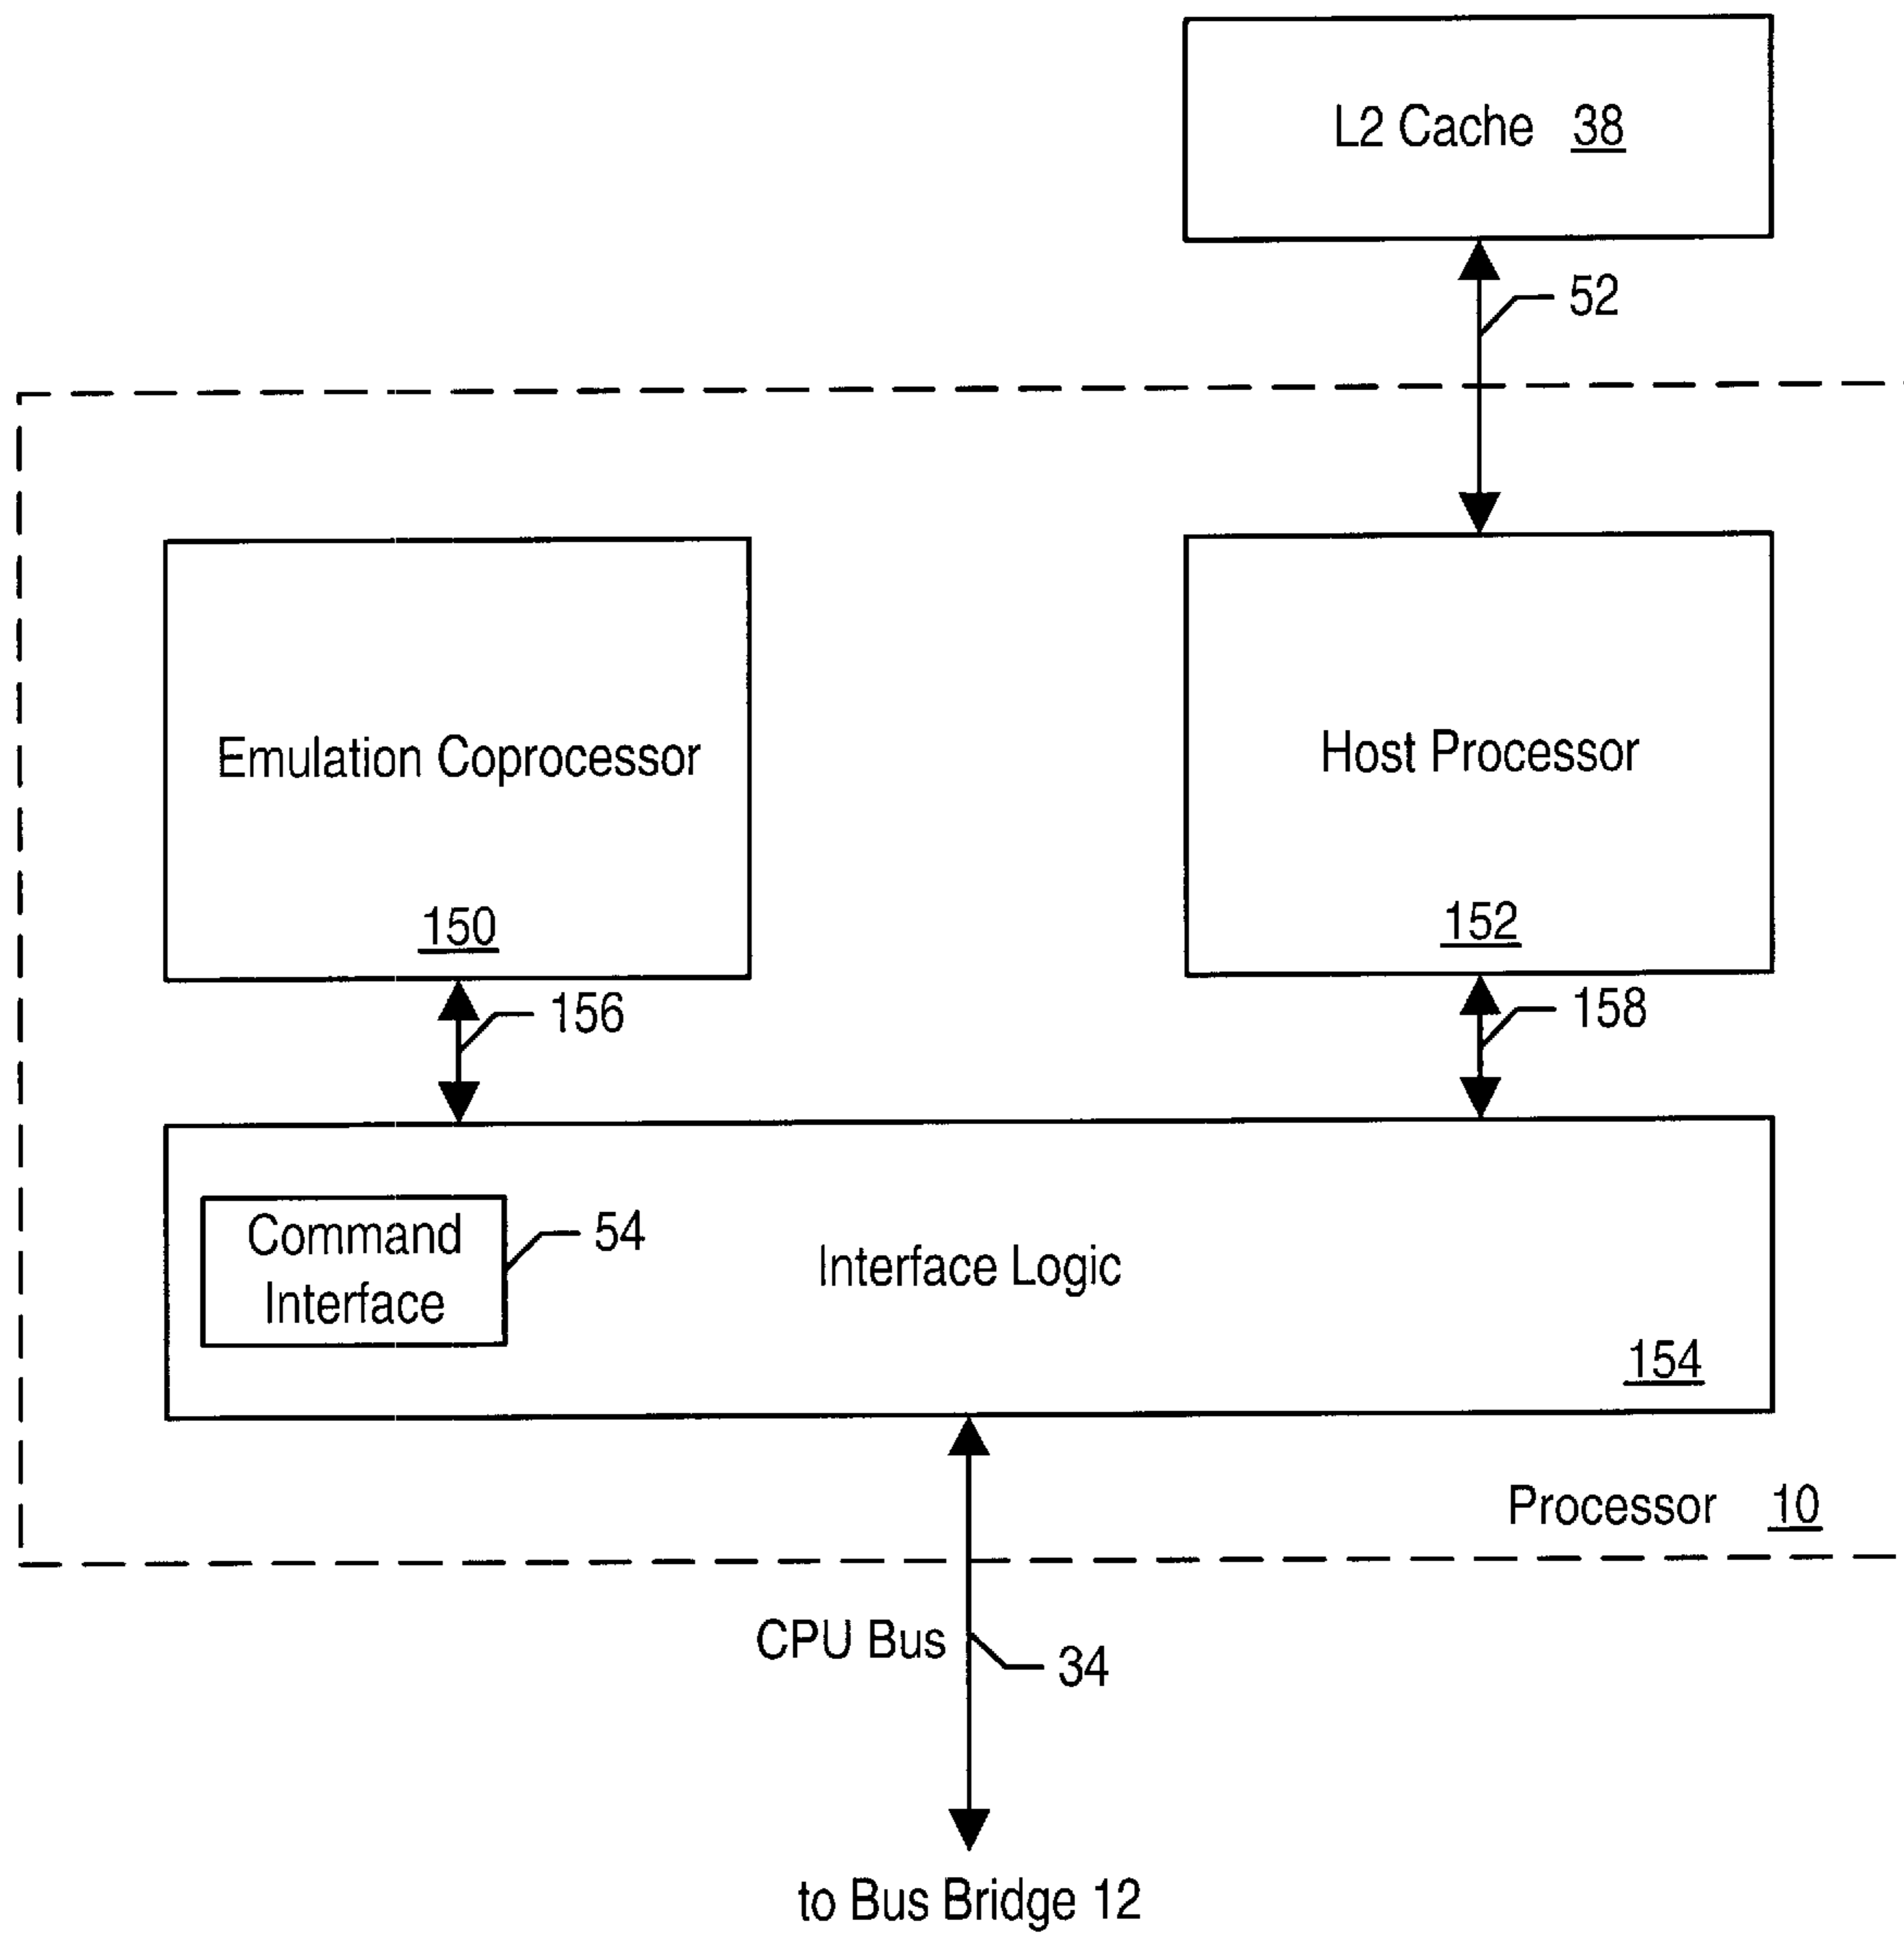 L2 Cache 38
52
Emulation Coprocessor
150
Host Processor
152
156
158
Command
Interface
54
Interface Logic
154
Processor 10
CPU Bus
34
to Bus Bridge 12